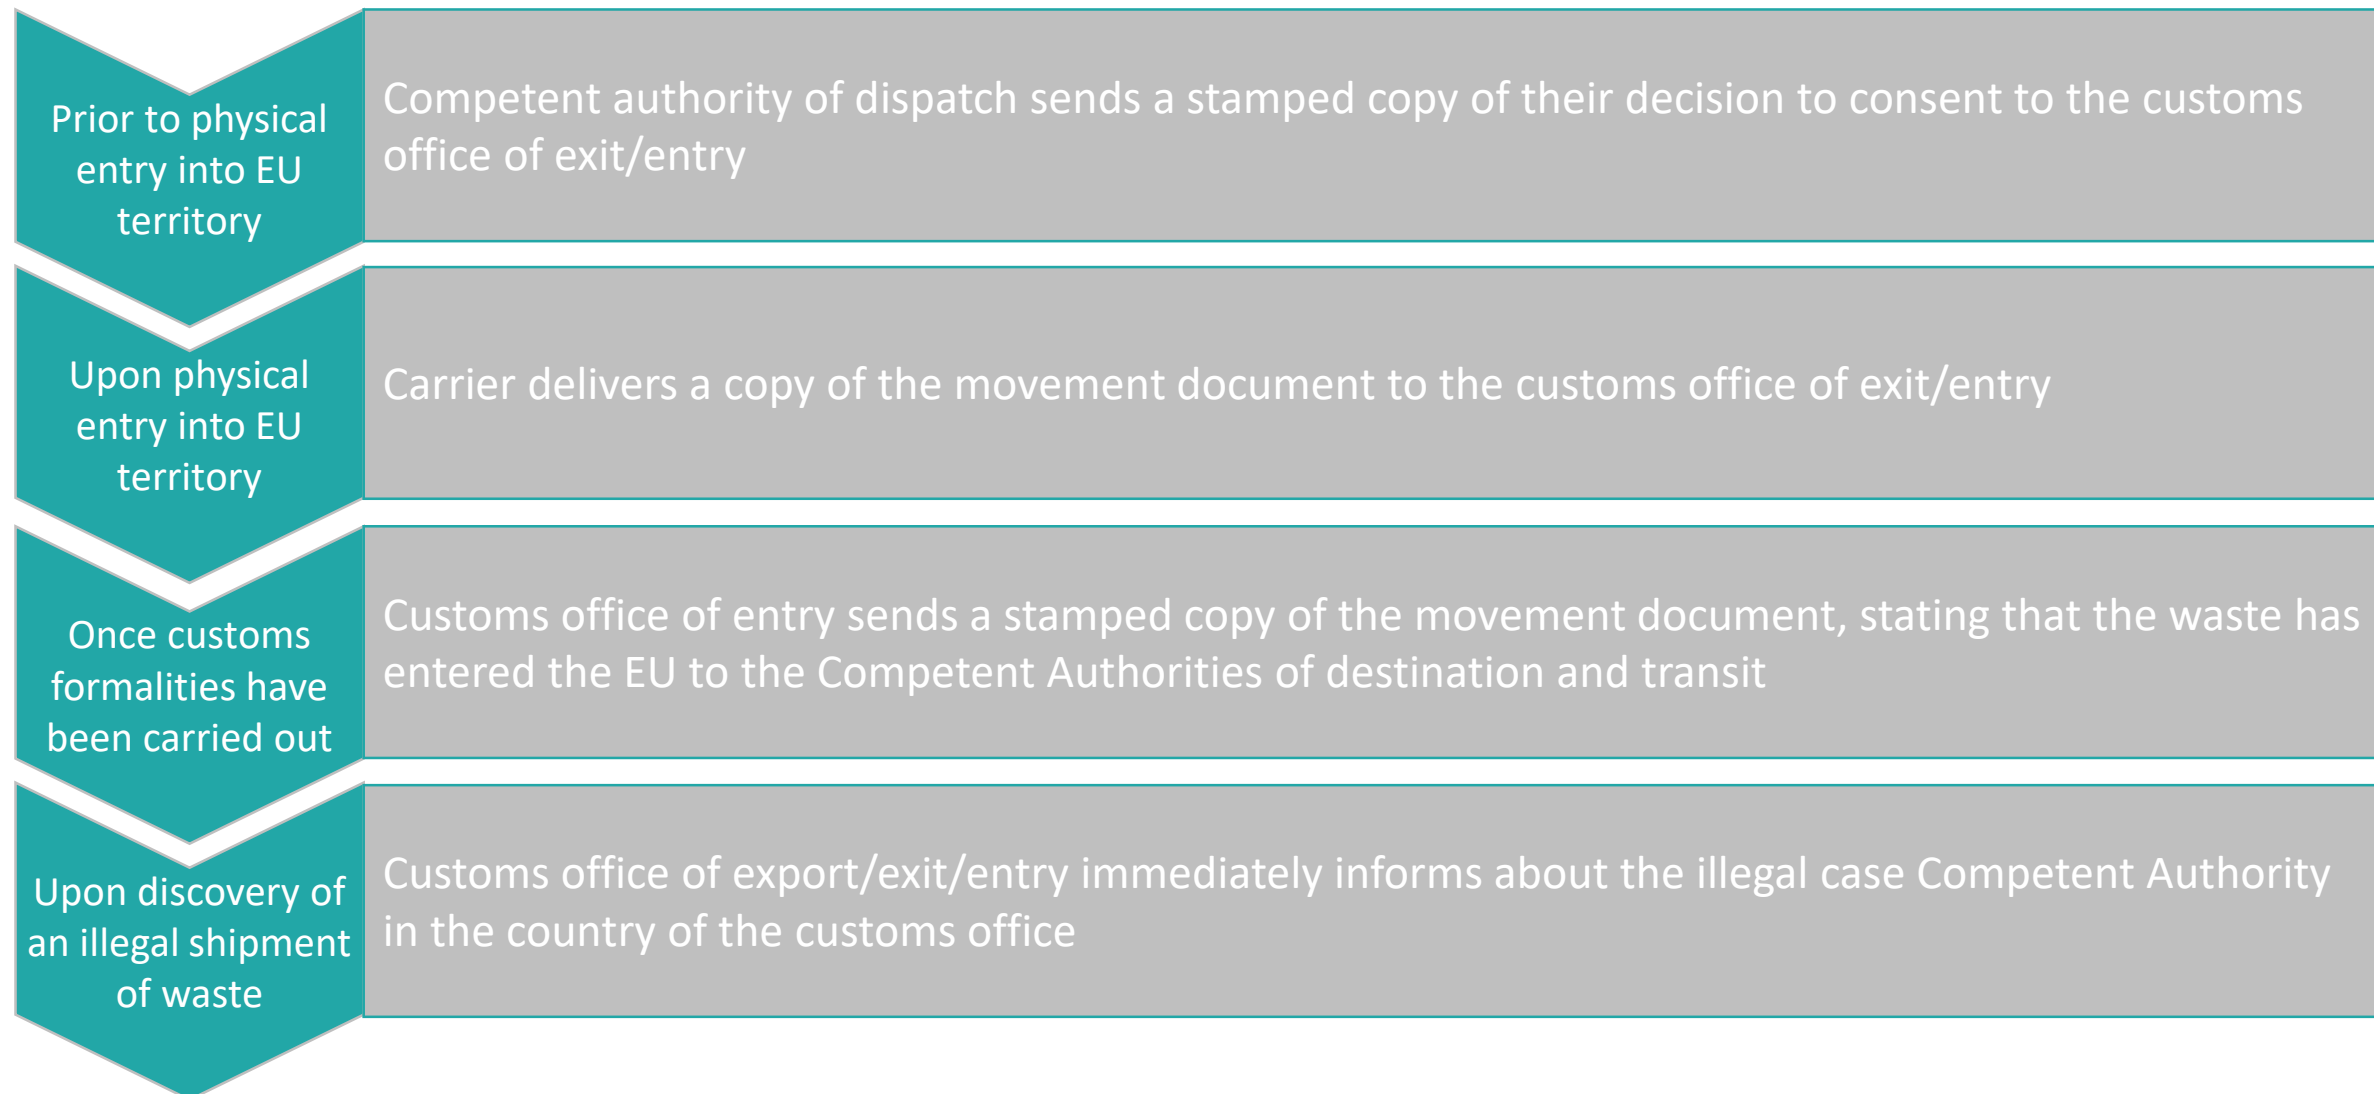 Prior to physical
entry into EU
territory
Competent authority of dispatch sends a stamped copy of their decision to consent to the customs
office of exit/entry
Upon physical
entry into EU
territory
Carrier delivers a copy of the movement document to the customs office of exit/entry
Once customs
formalities have
been carried out
Customs office of entry sends a stamped copy of the movement document, stating that the waste has
entered the EU to the Competent Authorities of destination and transit
Upon discovery of
an illegal shipment
of waste
Customs office of export/exit/entry immediately informs about the illegal case Competent Authority
in the country of the customs office